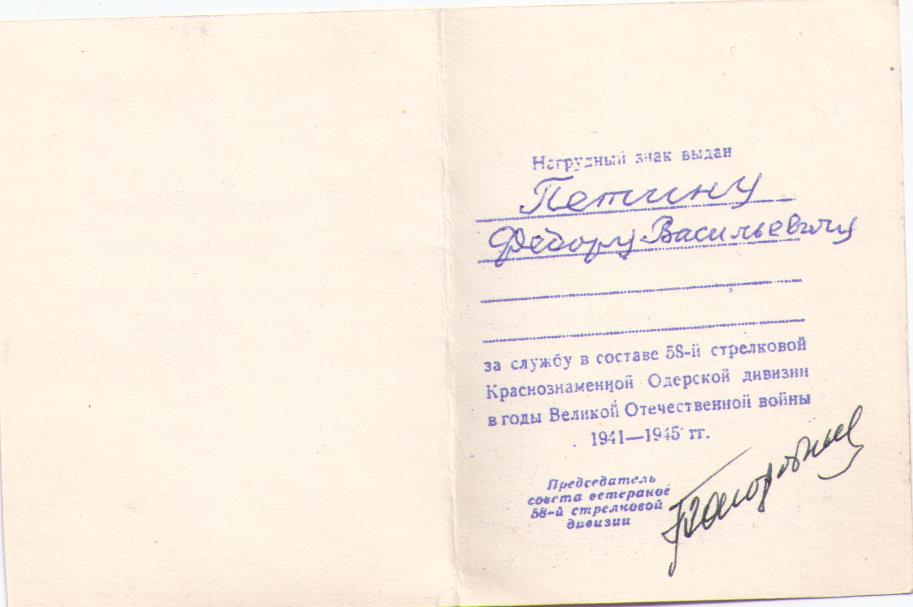 Нагрудный знак выдан
Петину
Федору Васильевичу
за службу в составе 58-й стрелковой
Краснознаменной Одерской дивизии
в годы Великой Отечественной войны
1941—1945 гг.
Председатель
совета ветеранов
58-й стрелковой
дивизии